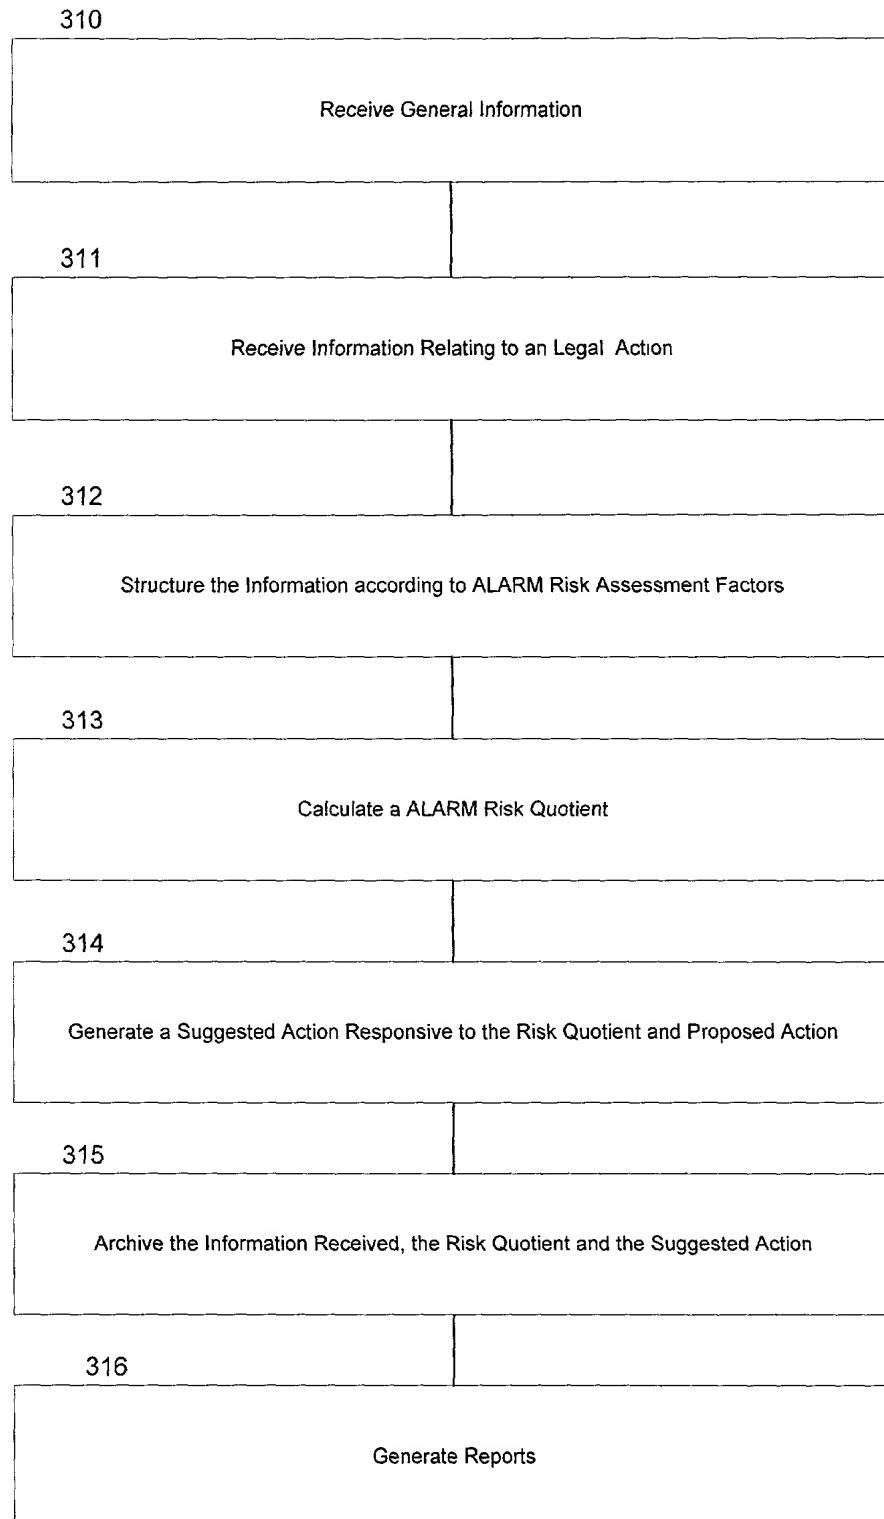 310
Receive General Information
311
Receive Information Relating to an Legal Action
312
Structure the Information according to ALARM Risk Assessment Factors
313
Calculate a ALARM Risk Quotient
314
Generate a Suggested Action Responsive to the Risk Quotient and Proposed Action
315
Archive the Information Received, the Risk Quotient and the Suggested Action
316
Generate Reports